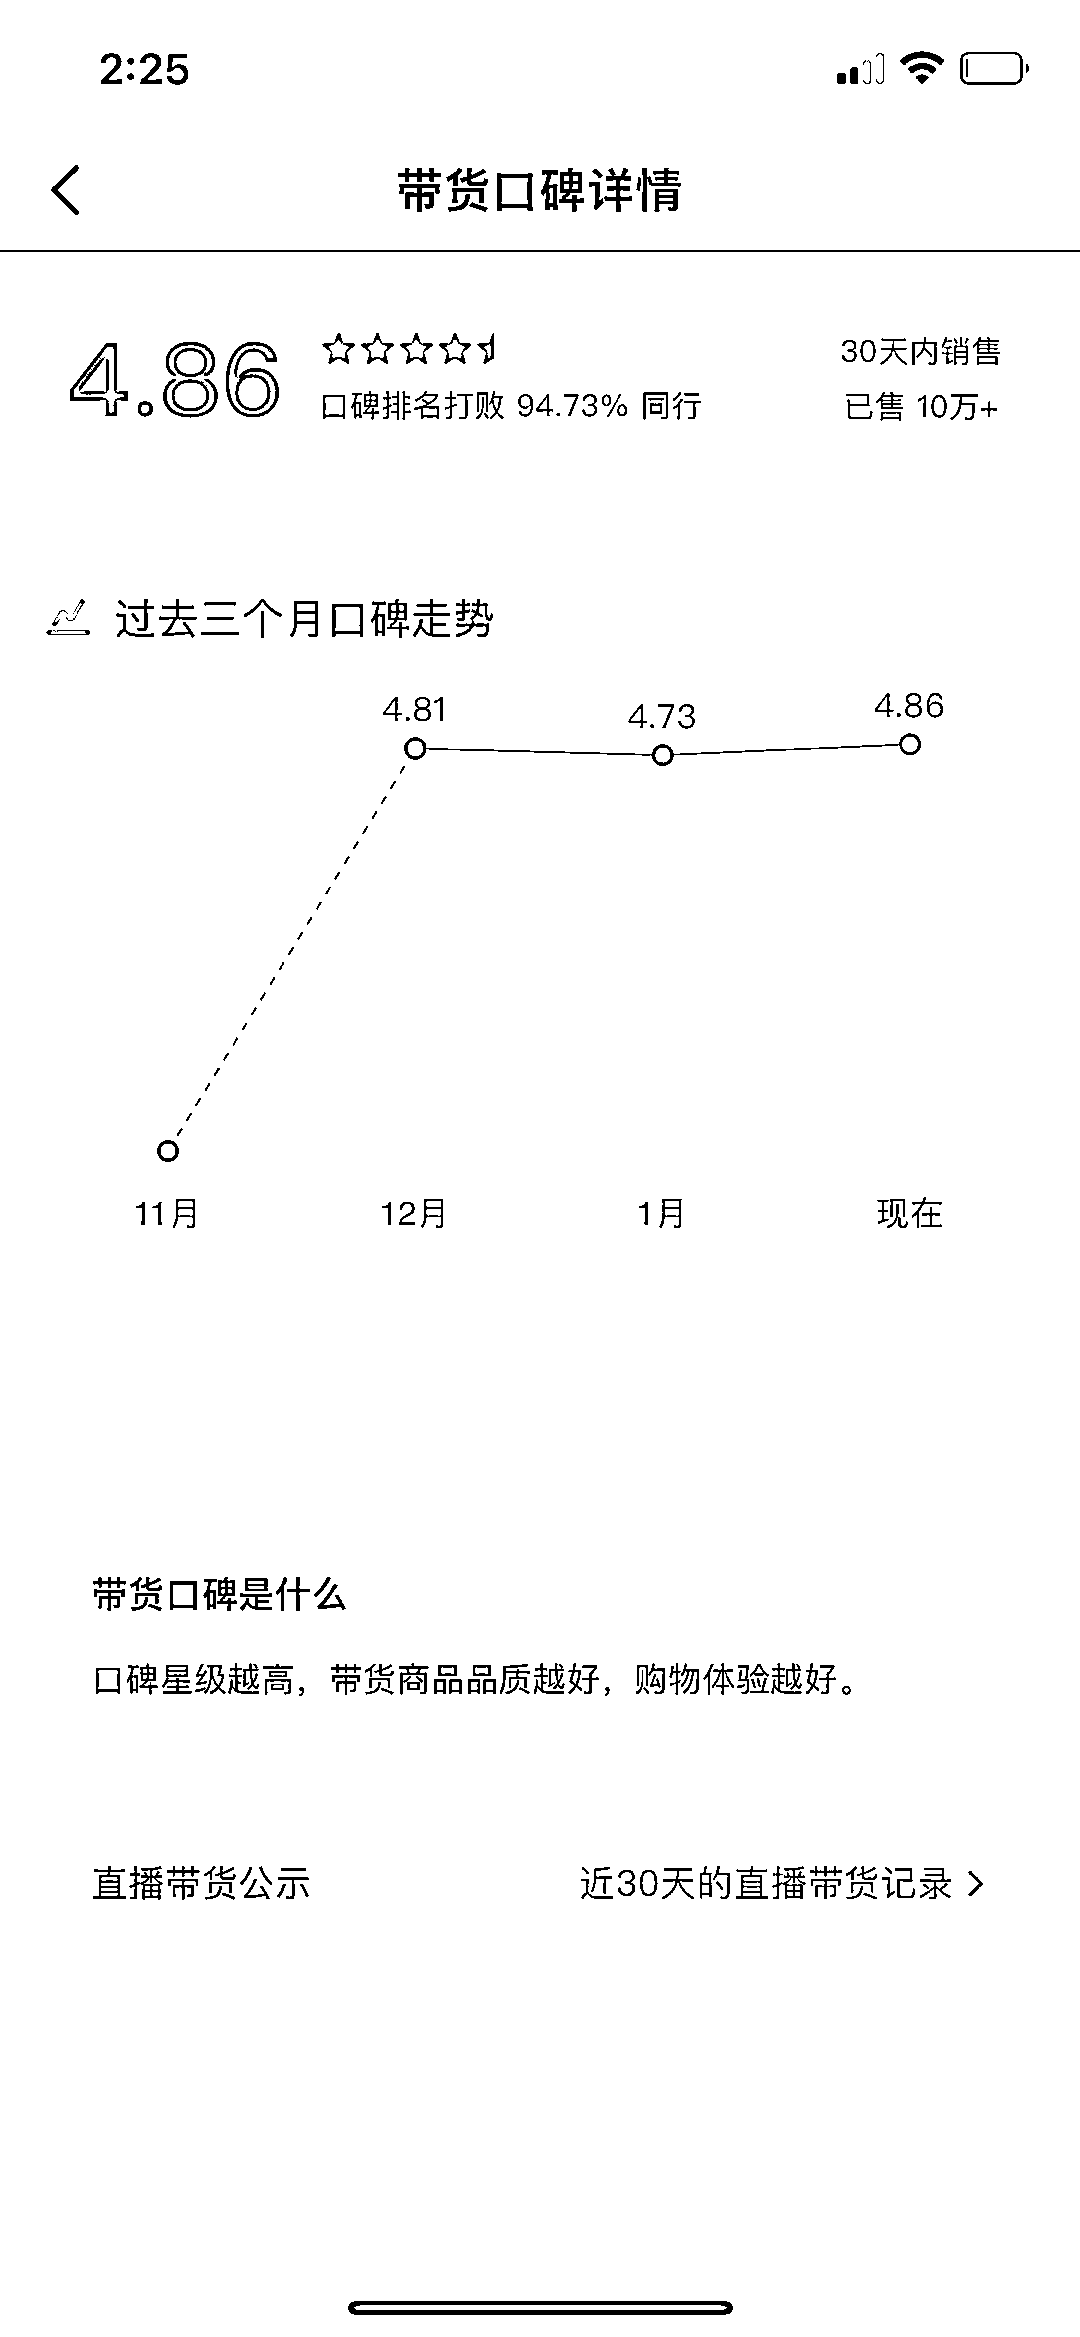 2:25
带货口碑详情
4.86
口碑排名打败 94.73% 同行
30天内销售
已售 10万+
过去三个月口碑走势
4.81
4.73
4.86
11月
12月
1月
现在
带货口碑是什么
口碑星级越高，带货商品品质越好，购物体验越好。
直播带货公示
近30天的直播带货记录